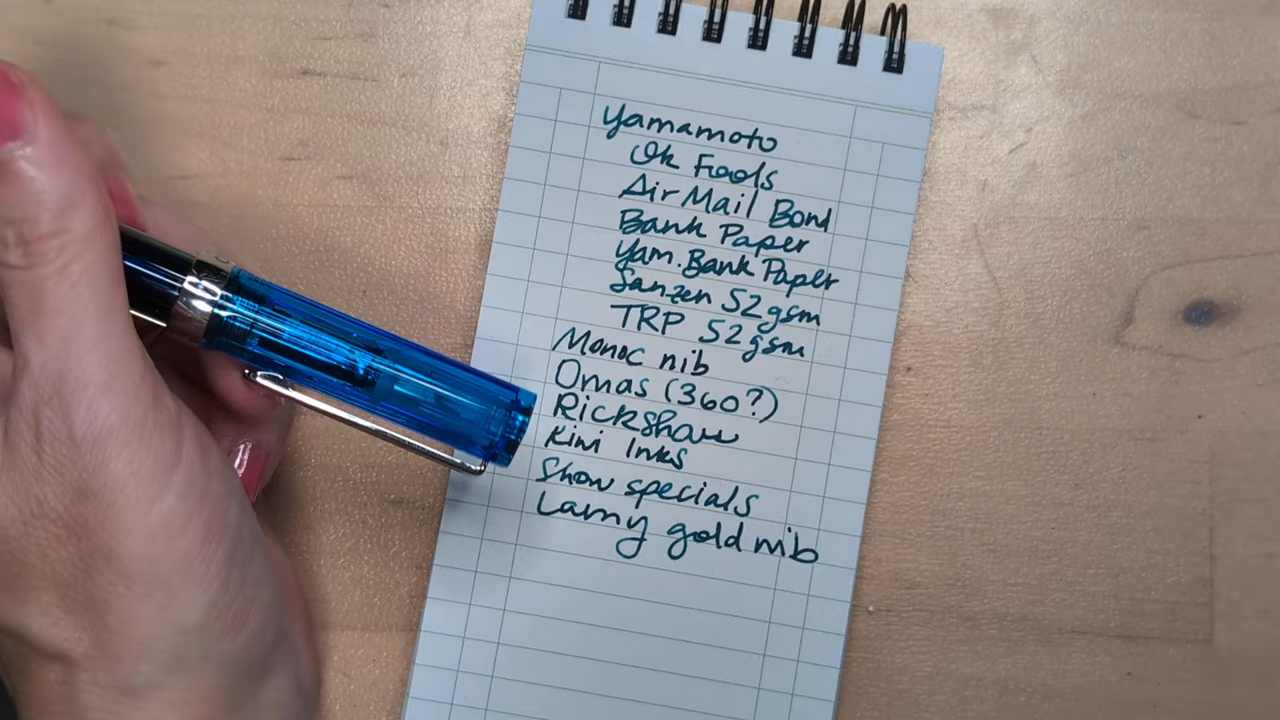 Yamamoto
Ok Fools
Air Mail Bond
Bank Paper
Yam. Bank Paper
Sanzen 52gsm
TRP 52gsm
Monoc nib
Omas (360?)
Rickshaw
Kiwi Inks
Show specials
Lamy gold nib